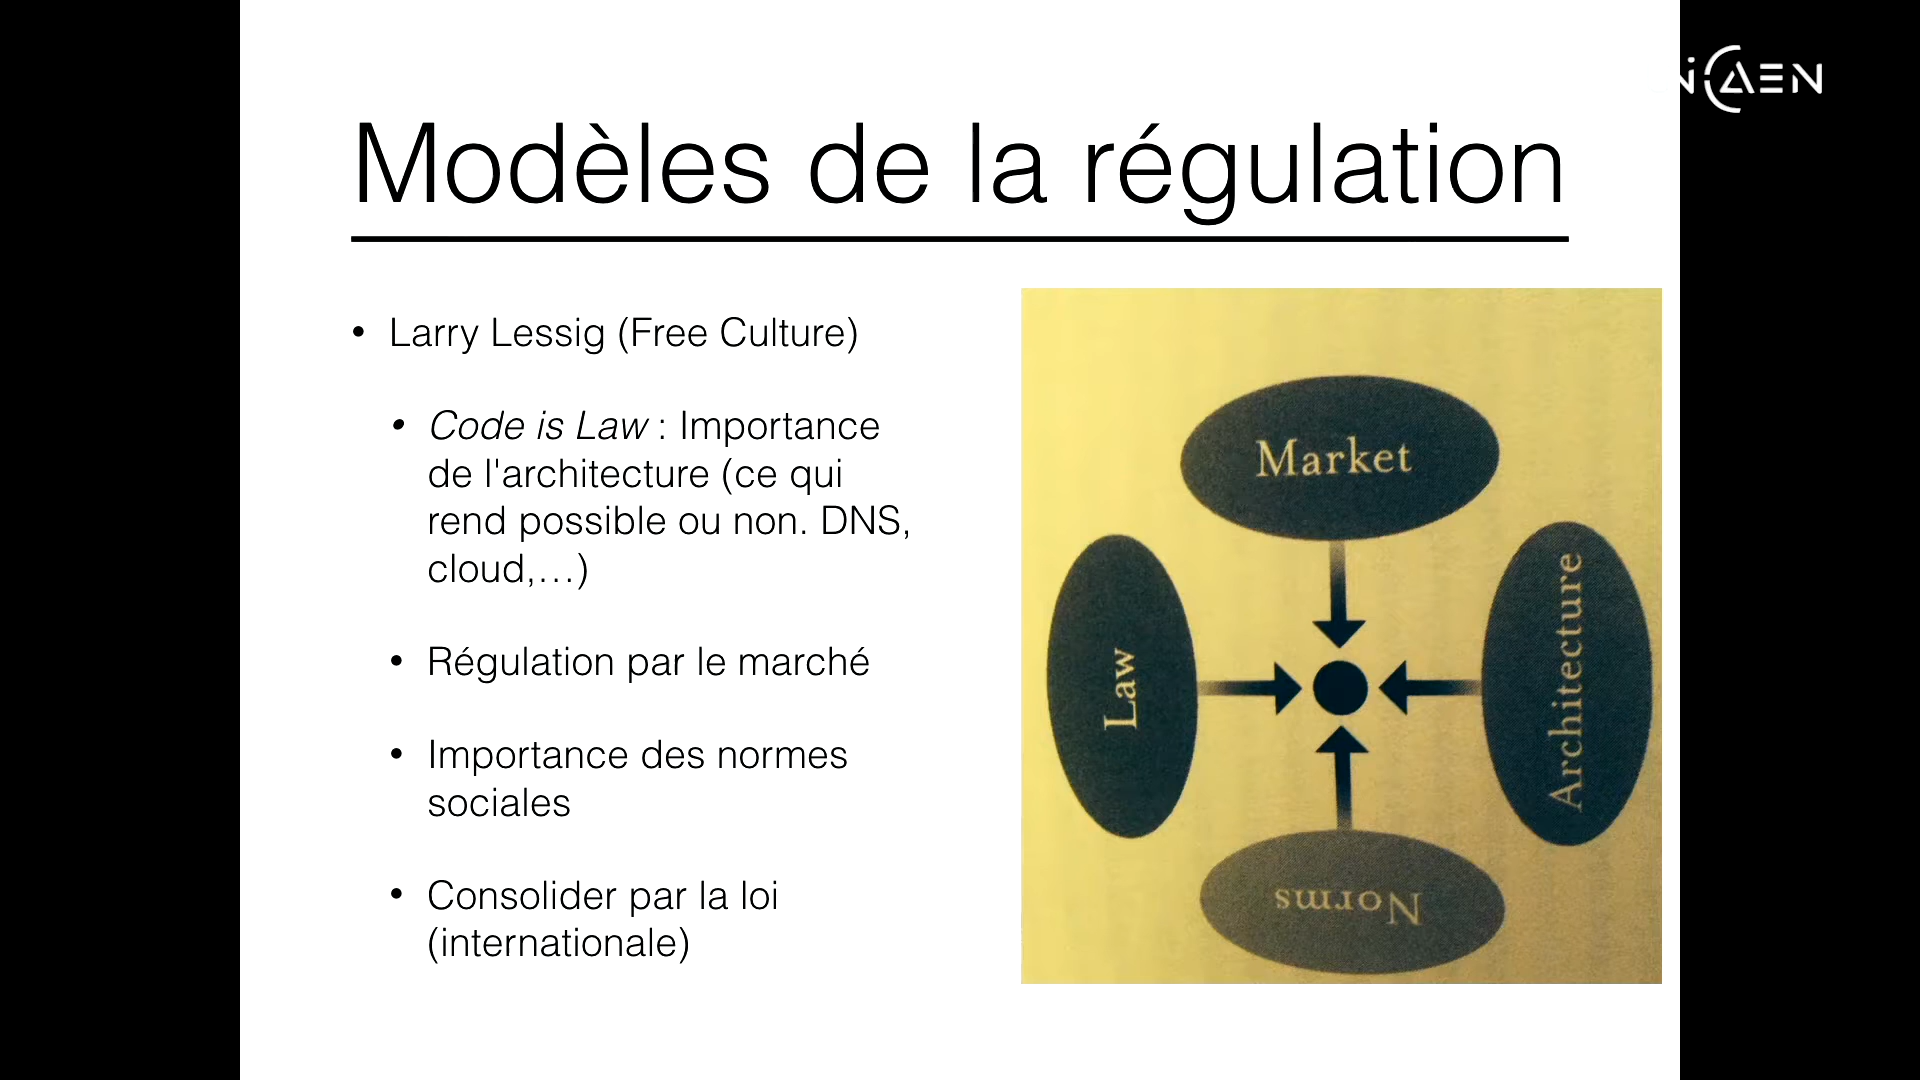 iCAEN
Modèles de la régulation
• Larry Lessig (Free Culture)
• Code is Law : Importance
de l'architecture (ce qui
rend possible ou non. DNS,
cloud,…)
• Régulation par le marché
• Importance des normes
sociales
• Consolider par la loi
(internationale)
Market
Law
Architecture
Norms